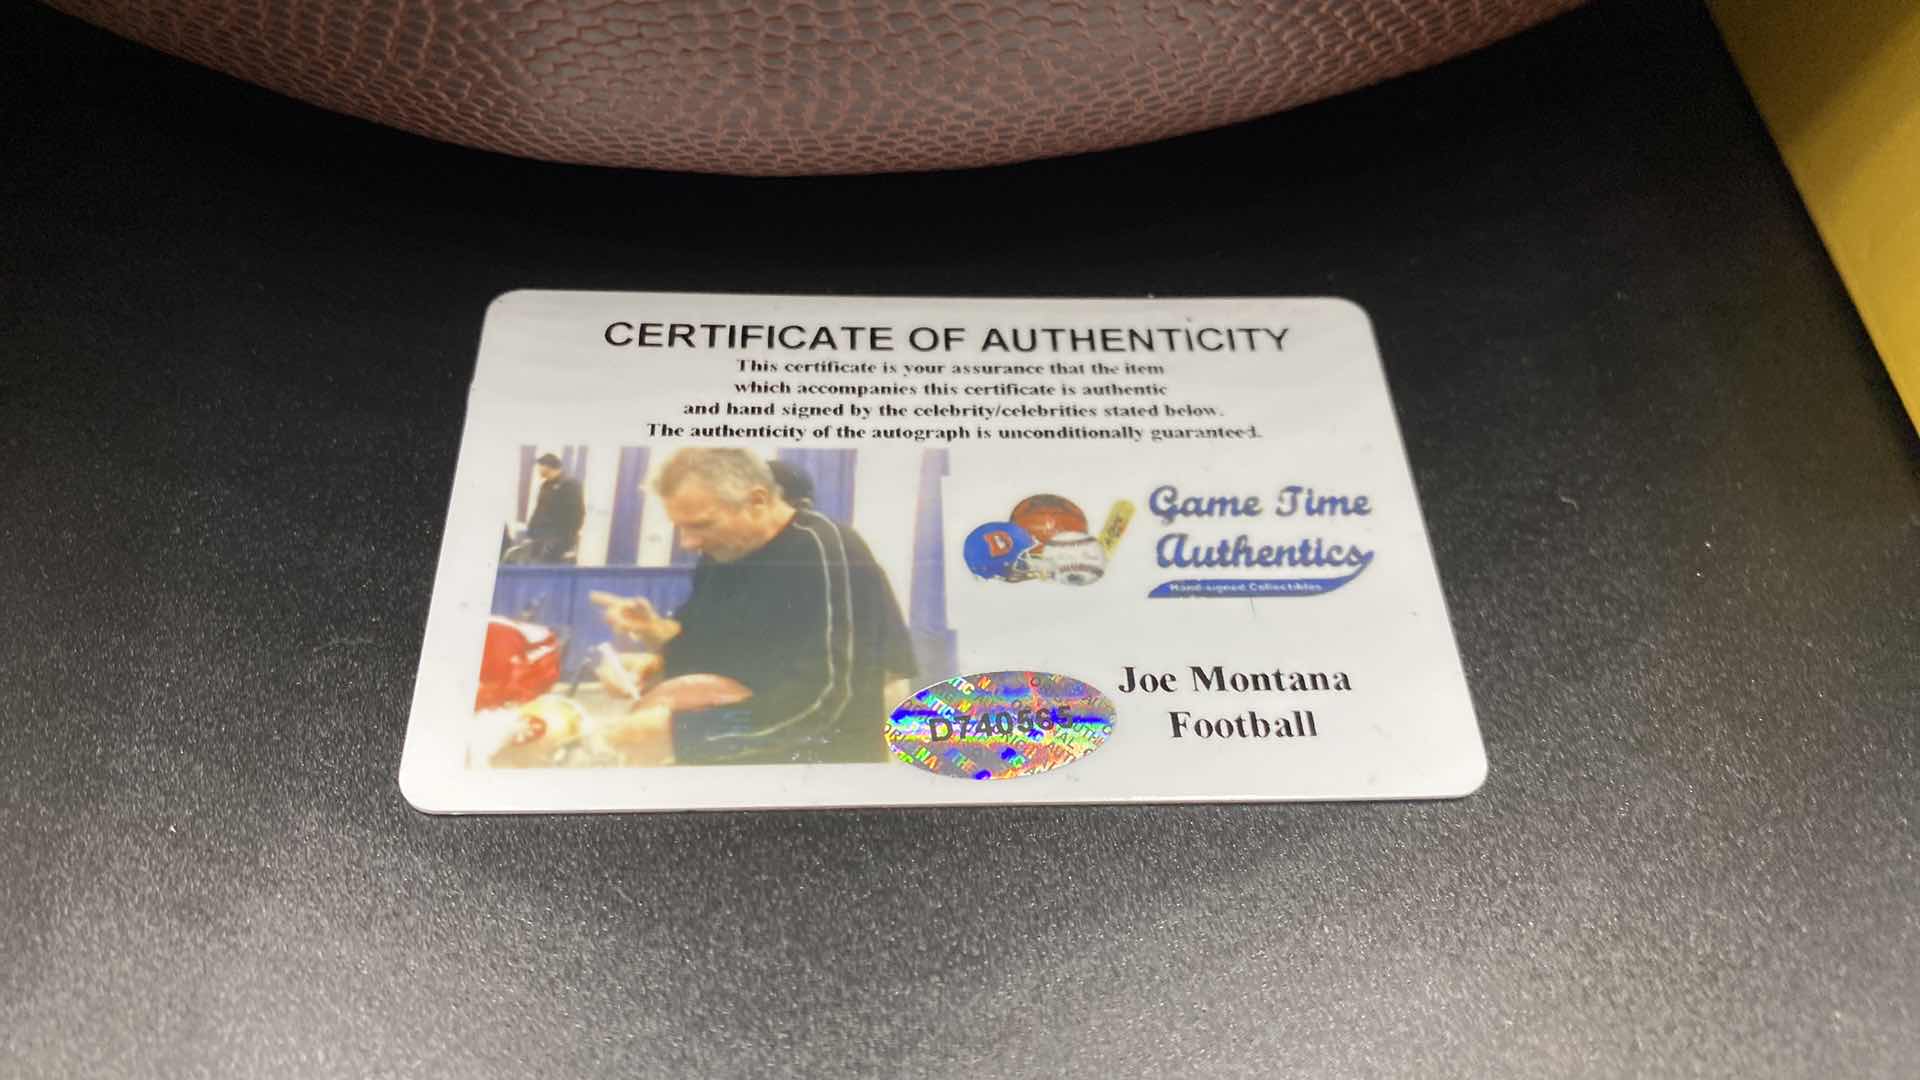 CERTIFICATE OF AUTHENTICITY
This certificate is your assurance that the item
which accompanies this certificate is authentic
and hand signed by the celebrity/celebrities stated below.
The authenticity of the autograph is unconditionally guaranteed.
Game Time
Authentics
Hand-signed Collectibles
D
D740565
Joe Montana
Football